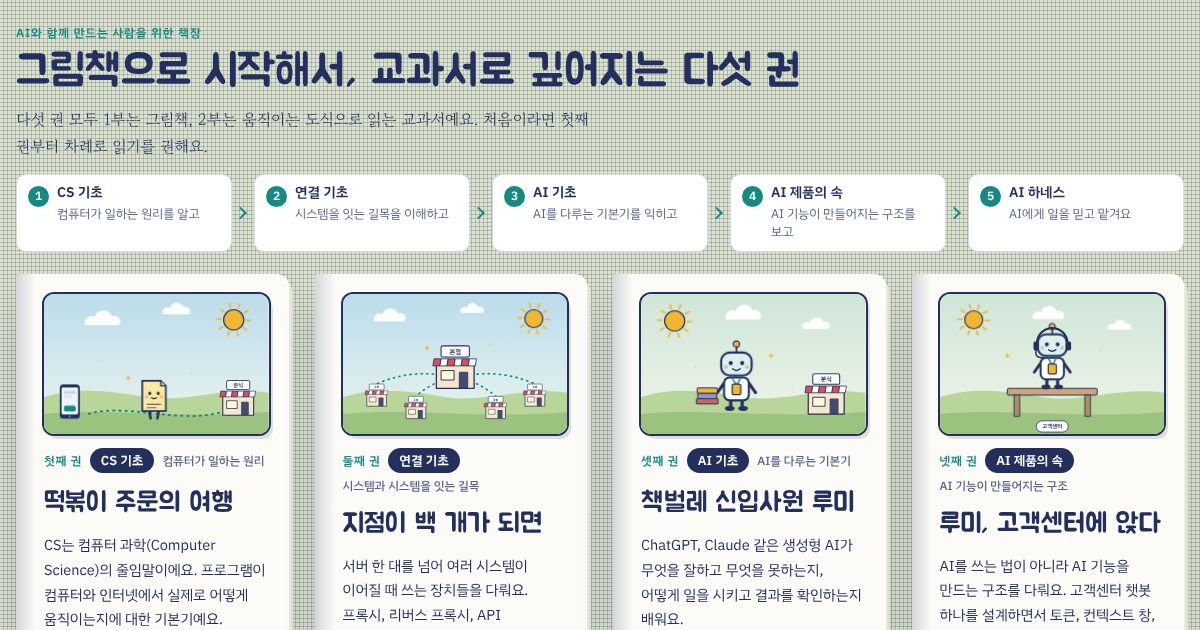 AI와 함께 만드는 사람을 위한 책장
그림책으로 시작해서, 교과서로 깊어지는 다섯 권
다섯 권 모두 1부는 그림책, 2부는 움직이는 도식으로 읽는 교과서예요. 처음이라면 첫째
권부터 차례로 읽기를 권해요.
1 CS 기초
컴퓨터가 일하는 원리를 알고
2 연결 기초
시스템을 잇는 길목을 이해하고
3 AI 기초
AI를 다루는 기본기를 익히고
4 AI 제품의 속
AI 기능이 만들어지는 구조를
보고
5 AI 하네스
AI에게 일을 믿고 맡겨요
분식
첫째 권 CS 기초 컴퓨터가 일하는 원리
떡볶이 주문의 여행
CS는 컴퓨터 과학(Computer
Science)의 줄임말이에요. 프로그램이
컴퓨터와 인터넷에서 실제로 어떻게
움직이는지에 대한 기본기예요.
본점
둘째 권 연결 기초
시스템과 시스템을 잇는 길목
지점이 백 개가 되면
서버 한 대를 넘어 여러 시스템이
이어질 때 쓰는 장치들을 다뤄요.
프록시, 리버스 프록시, API
분식
셋째 권 AI 기초 AI를 다루는 기본기
책벌레 신입사원 루미
ChatGPT, Claude 같은 생성형 AI가
무엇을 잘하고 무엇을 못하는지,
어떻게 일을 시키고 결과를 확인하는지
배워요.
고객센터
넷째 권 AI 제품의 속
AI 기능이 만들어지는 구조
루미, 고객센터에 앉다
AI를 쓰는 법이 아니라 AI 기능을
만드는 구조를 다뤄요. 고객센터 챗봇
하나를 설계하면서 토큰, 컨텍스트 창,